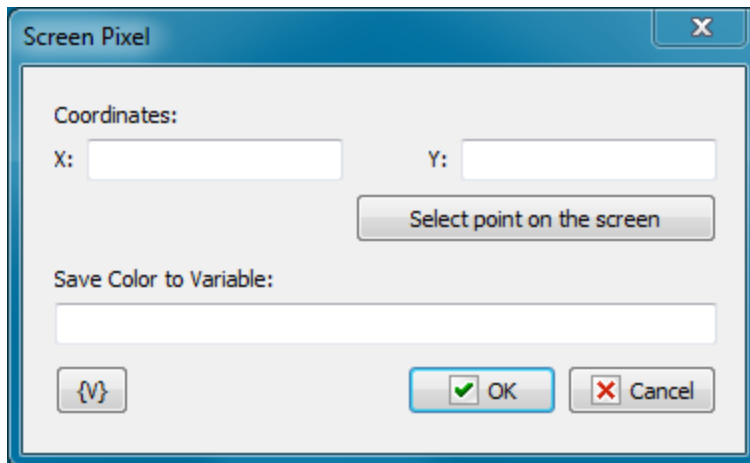 Screen Pixel
Coordinates:
X: Y:
Select point on the screen
Save Color to Variable:
{V} OK Cancel